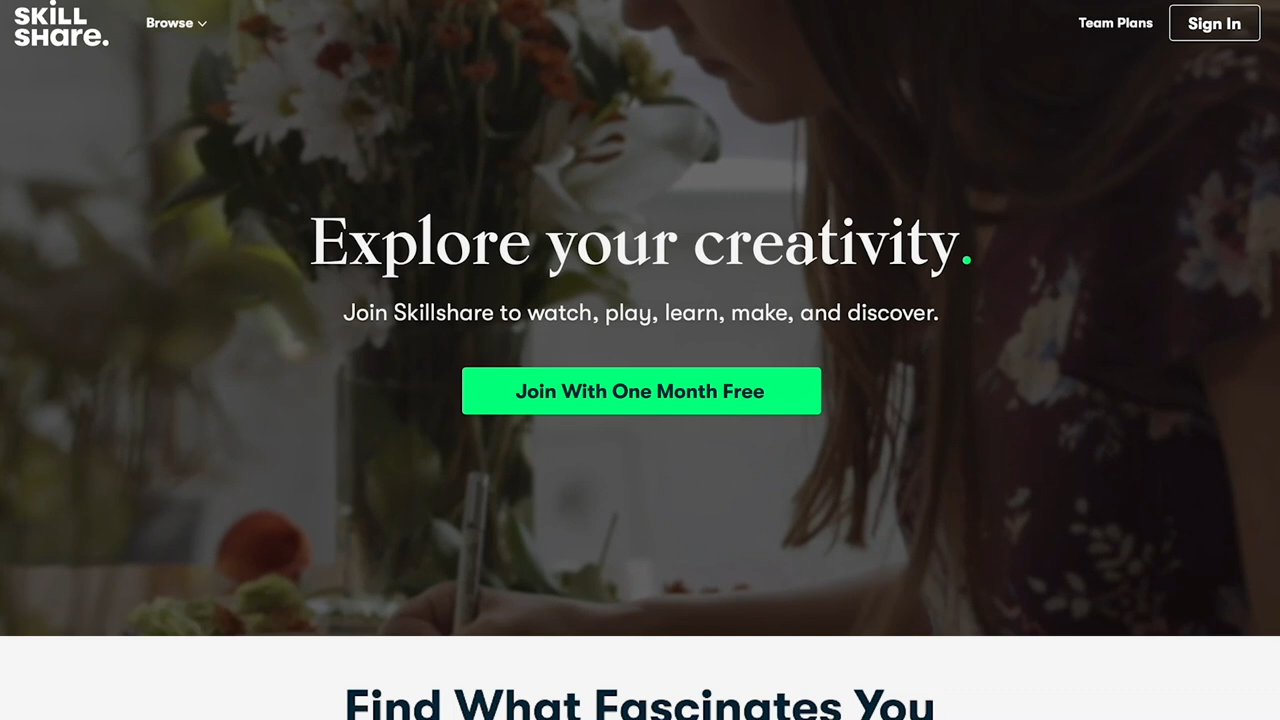 SKiLL
SHare.
Browse
Team Plans
Sign In
Explore your creativity.
Join Skillshare to watch, play, learn, make, and discover.
Join With One Month Free
Find What Fascinates You